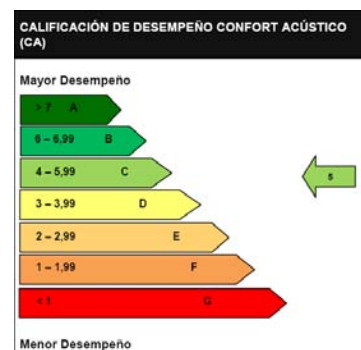 CALIFICACIÓN DE DESEMPEÑO CONFORT ACÚSTICO
(CA)
Mayor Desempeño
> 7 A
6 – 6,99 B
4 – 5,99 C
5
3 – 3,99 D
2 – 2,99 E
1 – 1,99 F
< 1 G
Menor Desempeño